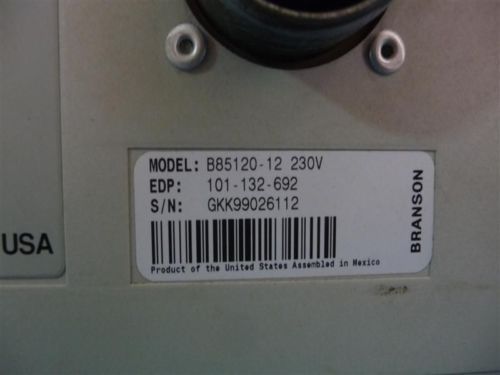 MODEL: B85120-12 230V
EDP: 101-132-692
S/N: GKK99026112
Product of the United States Assembled in Mexico
BRANSON
USA